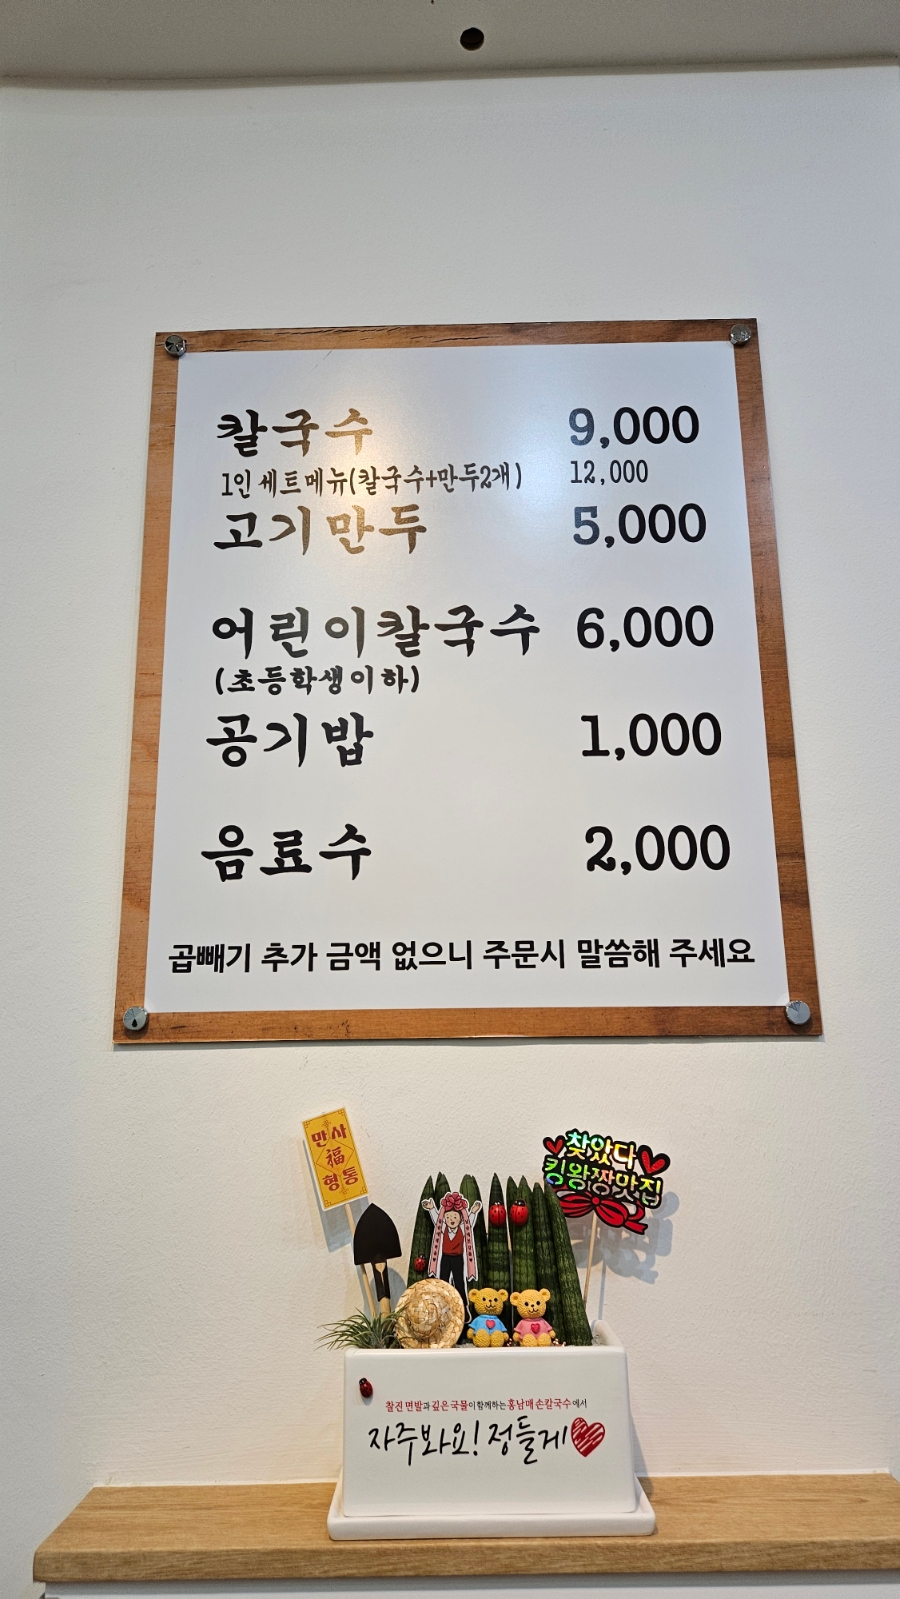 칼국수 9,000
1인 세트메뉴(칼국수+만두2개) 12,000
고기만두 5,000
어린이칼국수 6,000
(초등학생이하)
공기밥 1,000
음료수 2,000
곱빼기 추가 금액 없으니 주문시 말씀해 주세요
만사
福
형통
찾았다
킹왕짱맛집
찰진 면발과 깊은 국물이 함께하는 홍남매 손칼국수에서
자주봐요! 정들게